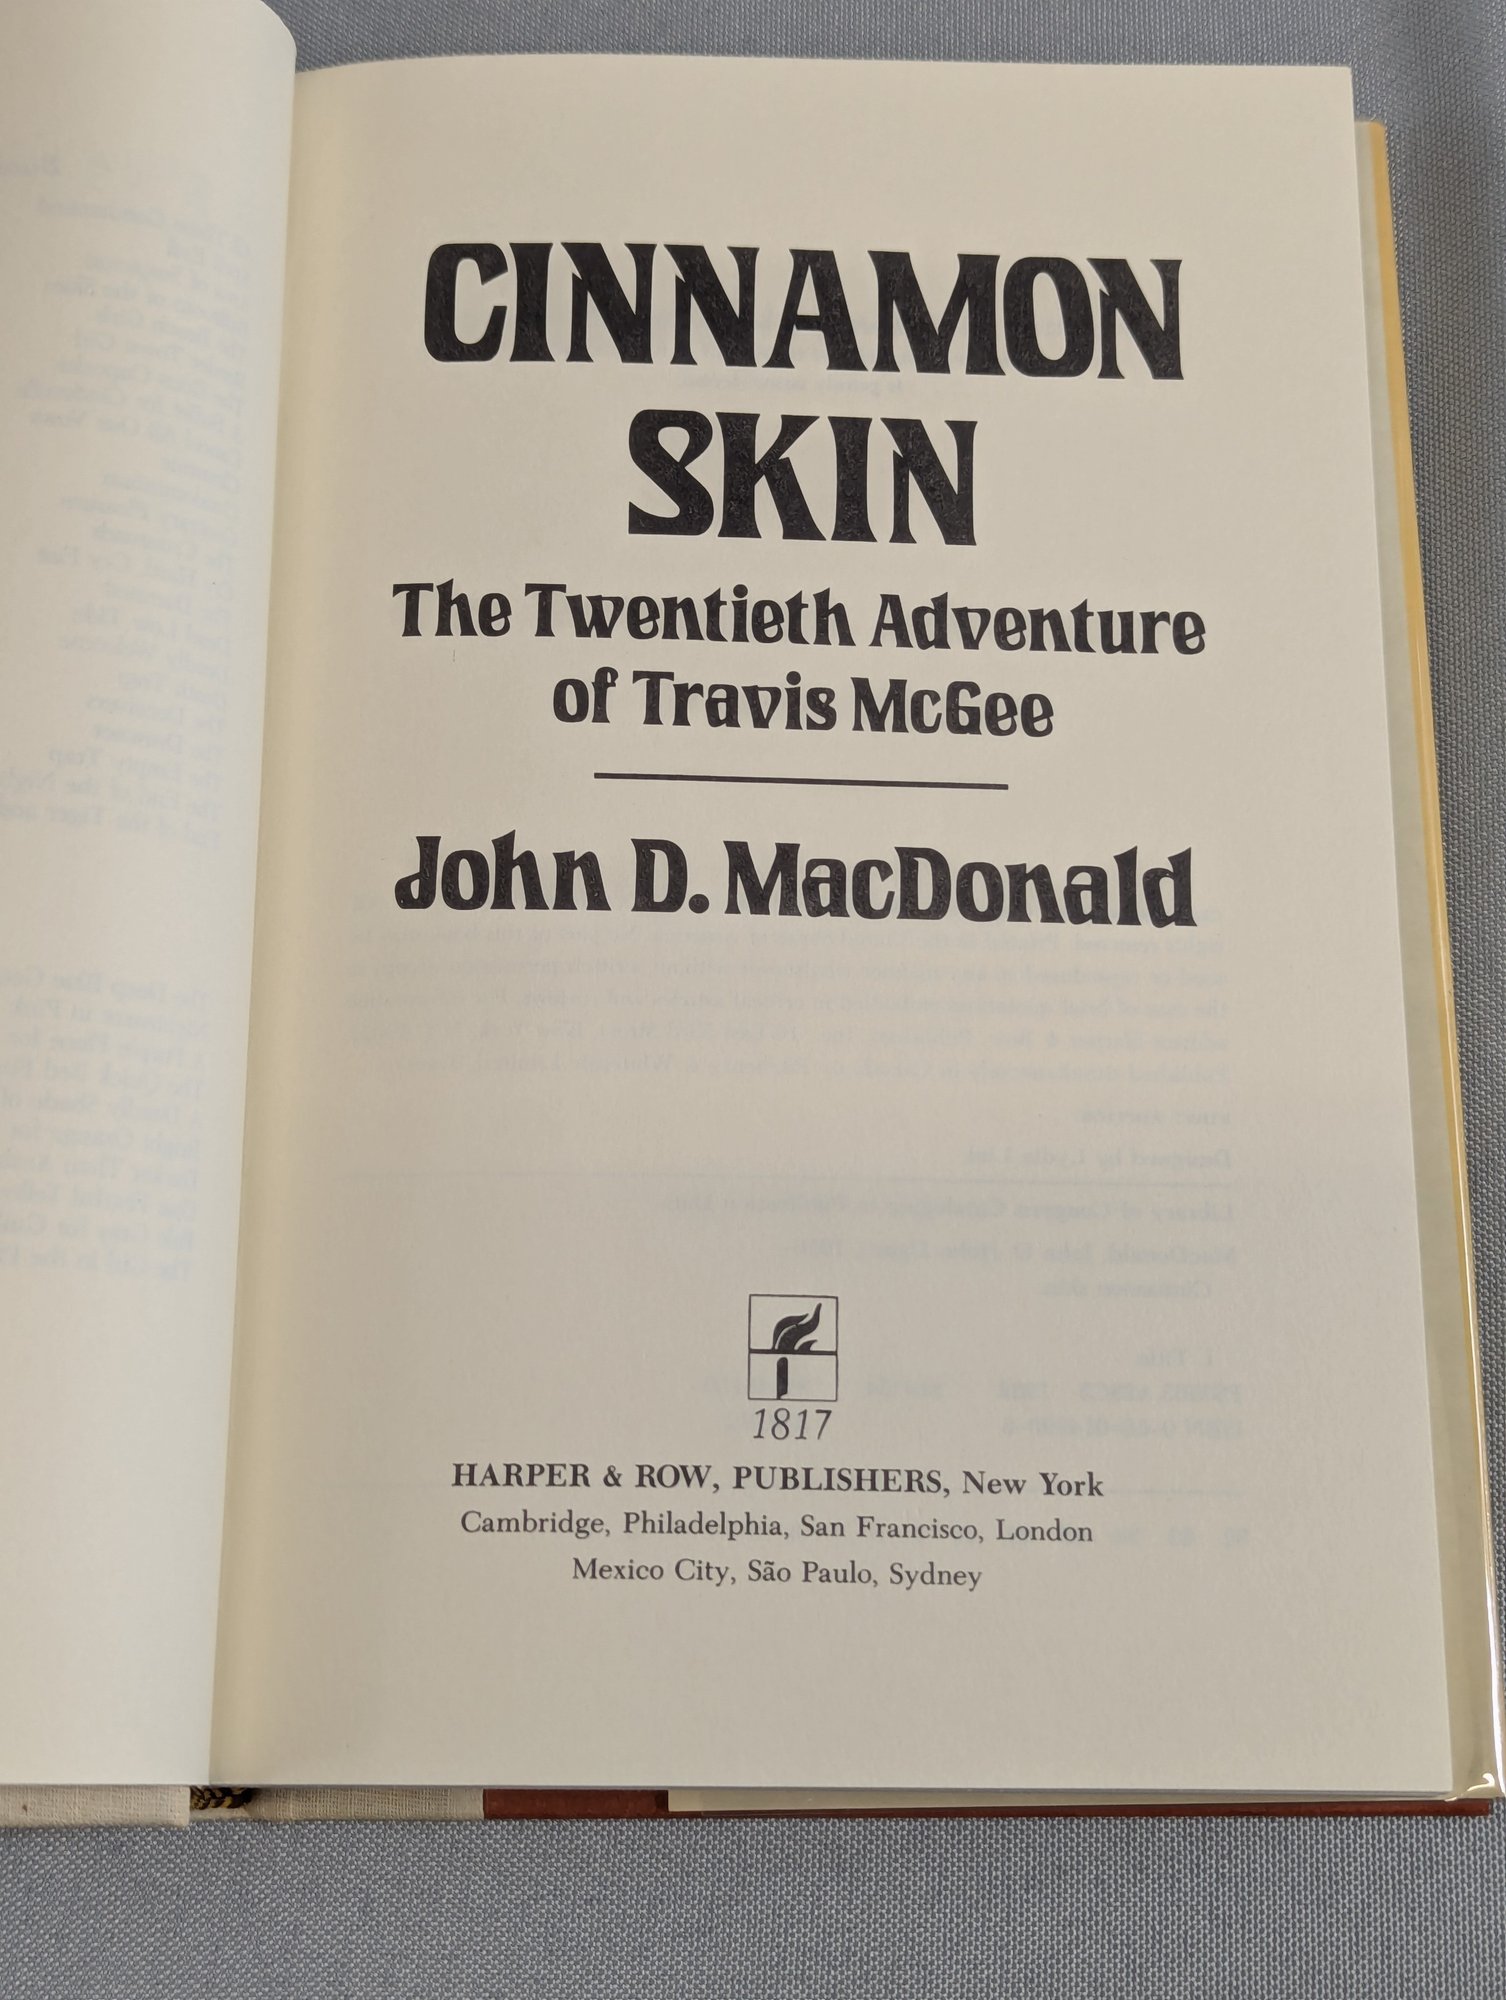 CINNAMON
SKIN
The Twentieth Adventure
of Travis McGee
John D. MacDonald
1817
HARPER & ROW, PUBLISHERS, New York
Cambridge, Philadelphia, San Francisco, London
Mexico City, São Paulo, Sydney